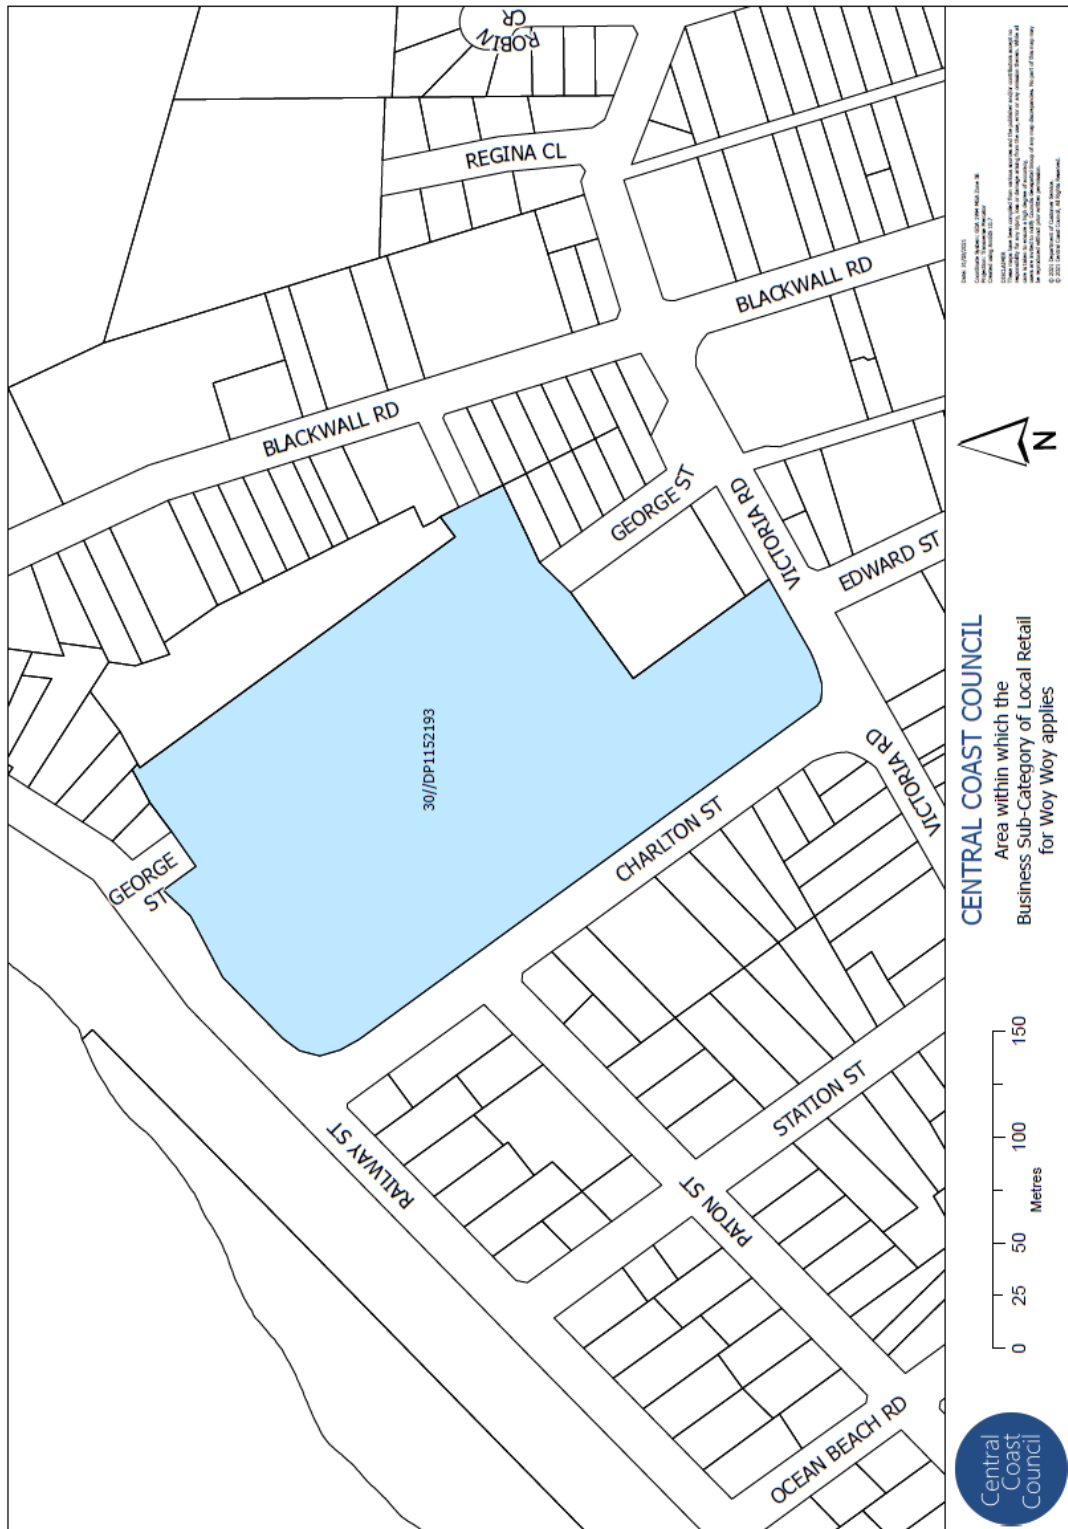 ROBIN
CR
REGINA CL
BLACKWALL RD
BLACKWALL RD
GEORGE ST
VICTORIA RD
EDWARD ST
30//DP1152193
GEORGE
ST
CHARLTON ST
VICTORIA RD
STATION ST
RAILWAY ST
PATON ST
OCEAN BEACH RD
Central
Coast
Council
0 25 50 100 150
Metres
CENTRAL COAST COUNCIL
Area within which the
Business Sub-Category of Local Retail
for Woy Woy applies
N
DISCLAIMER